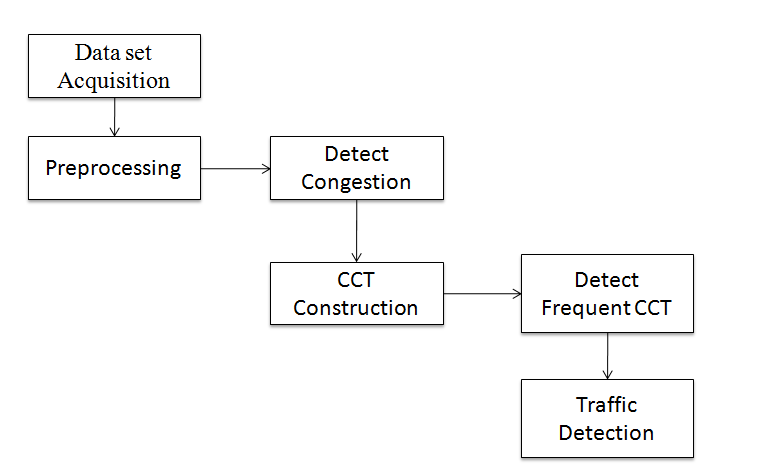 Data set
Acquisition
Preprocessing
Detect
Congestion
CCT
Construction
Detect
Frequent CCT
Traffic
Detection